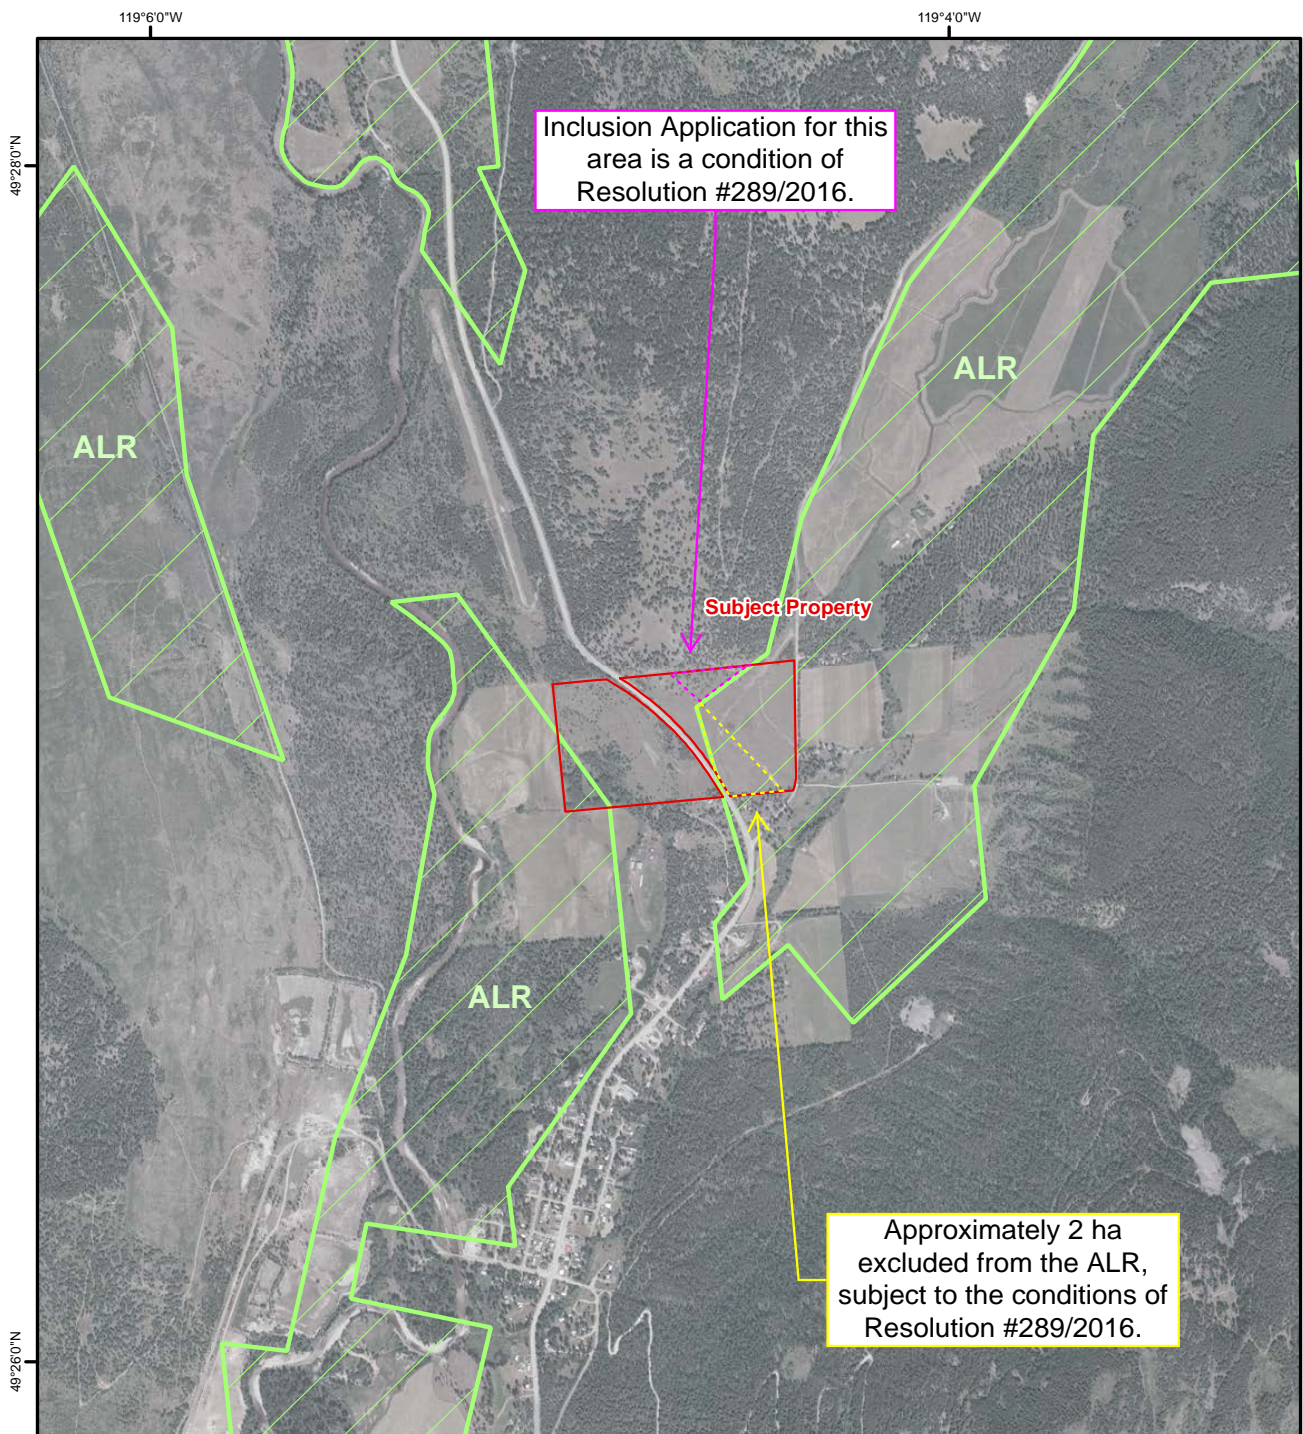 119°6'0"W
119°4'0"W
49°28'0"N
Inclusion Application for this
area is a condition of
Resolution #289/2016.
ALR
ALR
Subject Property
ALR
Approximately 2 ha
excluded from the ALR,
subject to the conditions of
Resolution #289/2016.
49°26'0"N